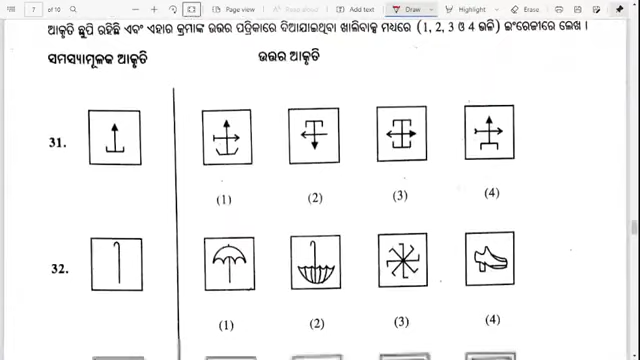 7 of 10
Page view
Read aloud
Add text
Draw
Highlight
Erase
ଆକୃତି ଛୁପି ରହିଛି ଏବଂ ଏହାର କ୍ରମାଙ୍କ ଉତ୍ତର ପତ୍ରିକାରେ ଦିଆଯାଇଥିବା ଖାଲିବାକ୍ସ ମଧ୍ୟରେ (1, 2, 3 ଓ 4 ଭଳି) ଇଂରେଜୀରେ ଲେଖ ।
ସମସ୍ୟାମୂଳକ ଆକୃତି ଉତ୍ତର ଆକୃତି
31.
(1) (2) (3) (4)
32.
(1) (2) (3) (4)